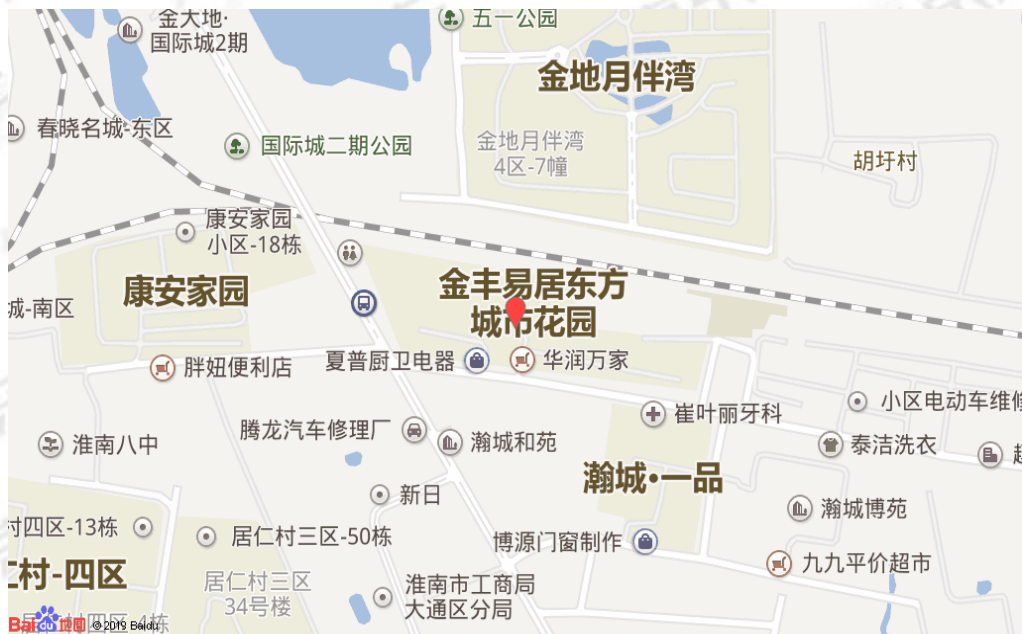 金大地·
国际城2期
五一公园
金地月伴湾
春晓名城-东区
国际城二期公园
金地月伴湾
4区-7幢
胡圩村
康安家园
小区-18栋
康安家园
金丰易居东方
城市花园
城-南区
胖妞便利店
夏普厨卫电器
华润万家
小区电动车维修
崔叶丽牙科
腾龙汽车修理厂
瀚城和苑
泰洁洗衣
淮南八中
瀚城·一品
新日
瀚城博苑
村四区-13栋
居仁村三区-50栋
博源门窗制作
九九平价超市
仁村-四区
居仁村三区
34号楼
淮南市工商局
大通区分局
Bai du 地图
© 2019 Baidu